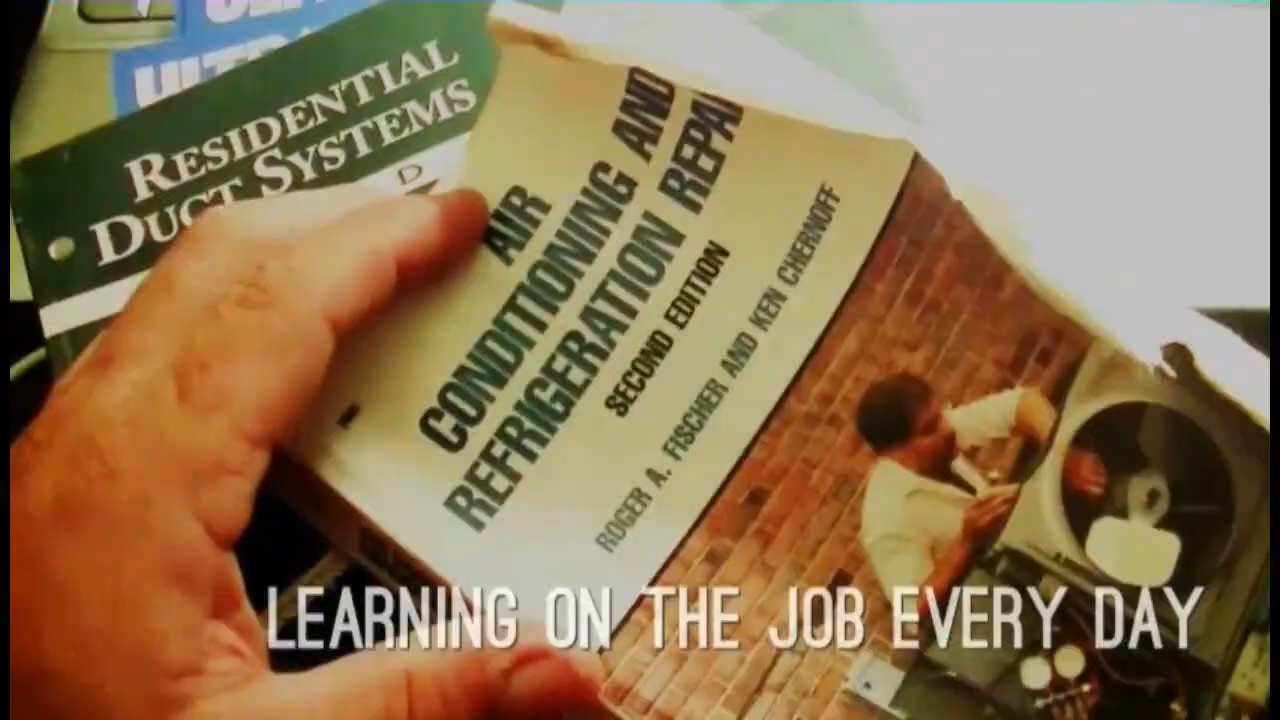 RESIDENTIAL
DUCT SYSTEMS
D
AIR
CONDITIONING AND
REFRIGERATION REPAI
SECOND EDITION
ROGER A. FISCHER AND KEN CHERNOFF
LEARNING ON THE JOB EVERY DAY